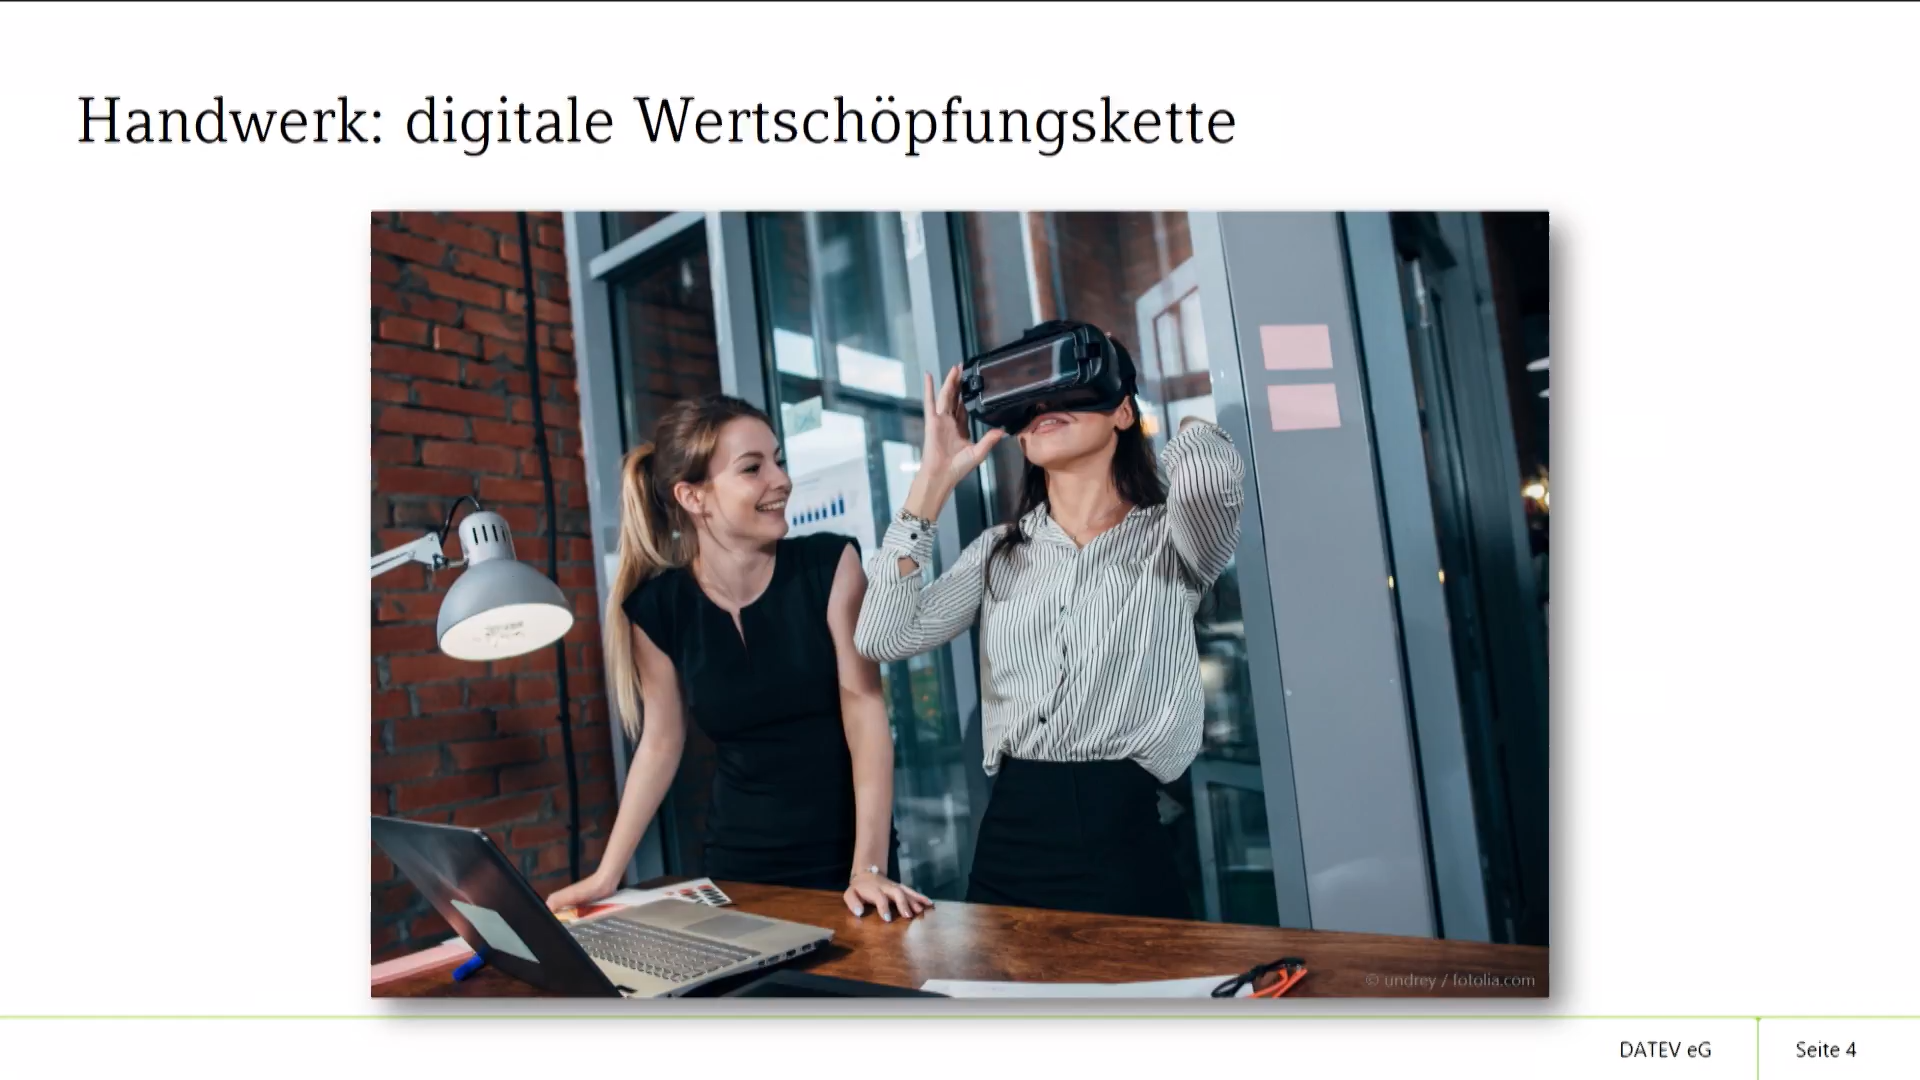 Handwerk: digitale Wertschöpfungskette
© undrey / fotolia.com
DATEV eG
Seite 4